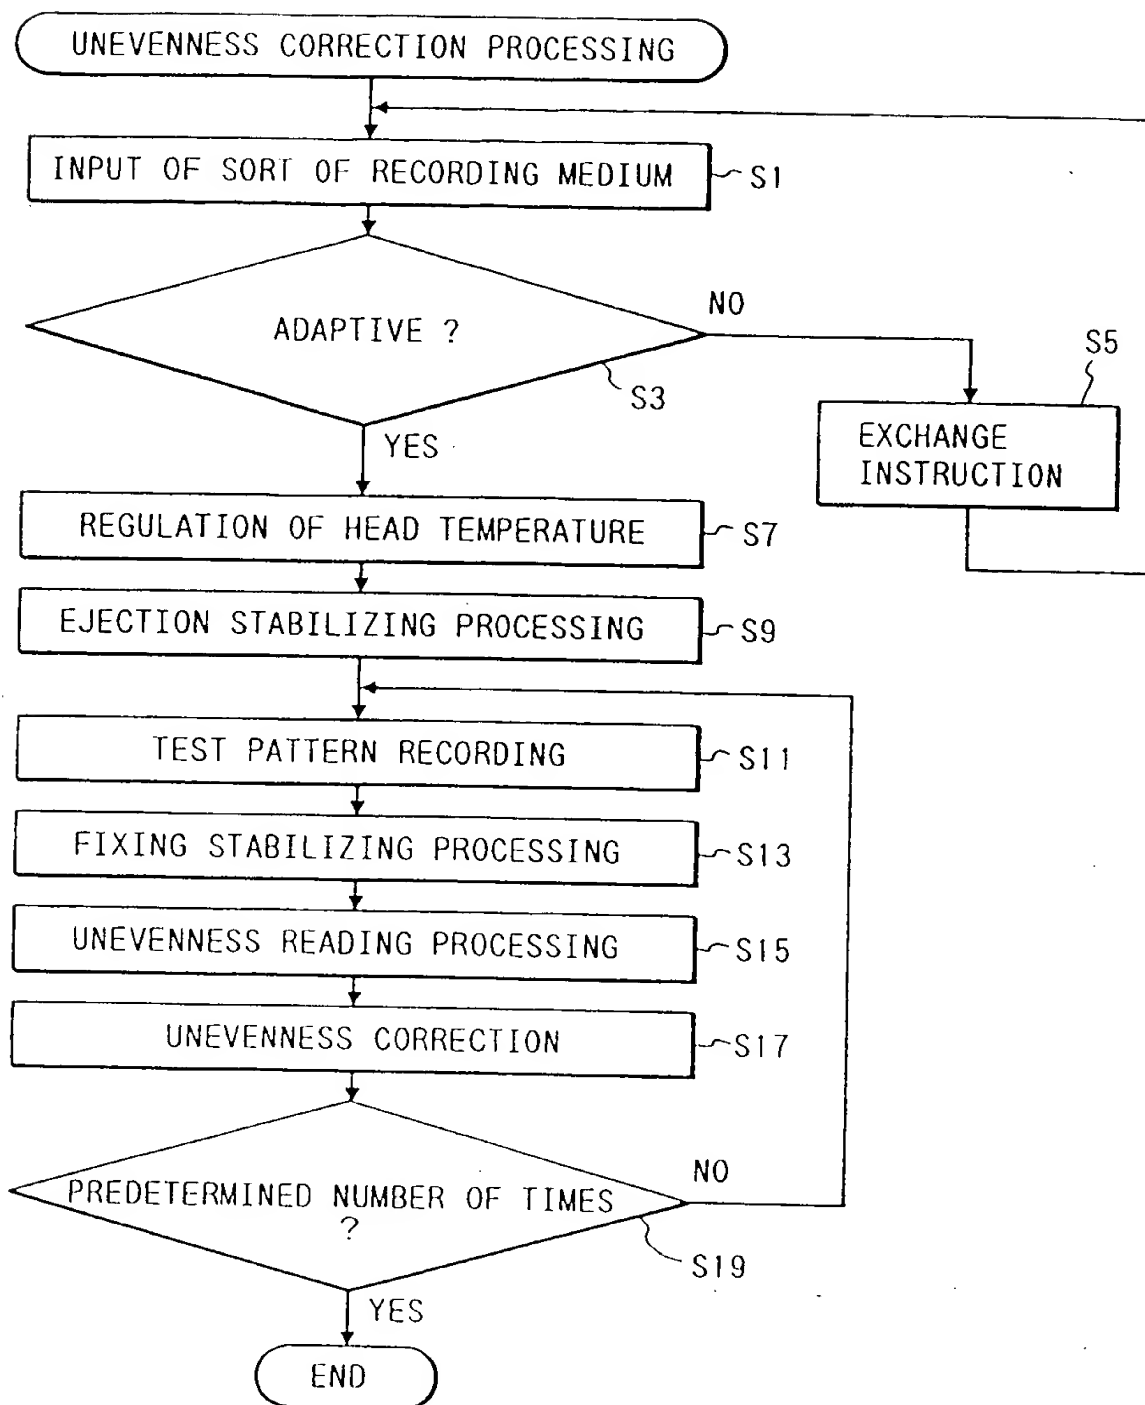 UNEVENNESS CORRECTION PROCESSING
INPUT OF SORT OF RECORDING MEDIUM
S1
ADAPTIVE ?
NO
S3
S5
EXCHANGE
INSTRUCTION
YES
REGULATION OF HEAD TEMPERATURE
S7
EJECTION STABILIZING PROCESSING
S9
TEST PATTERN RECORDING
S11
FIXING STABILIZING PROCESSING
S13
UNEVENNESS READING PROCESSING
S15
UNEVENNESS CORRECTION
S17
PREDETERMINED NUMBER OF TIMES
?
NO
S19
YES
END